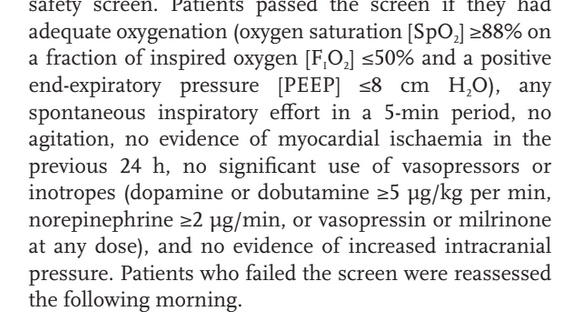 safety screen. Patients passed the screen if they had
adequate oxygenation (oxygen saturation [SpO₂] ≥88% on
a fraction of inspired oxygen [FᵢO₂] ≤50% and a positive
end-expiratory pressure [PEEP] ≤8 cm H₂O), any
spontaneous inspiratory effort in a 5-min period, no
agitation, no evidence of myocardial ischaemia in the
previous 24 h, no significant use of vasopressors or
inotropes (dopamine or dobutamine ≥5 μg/kg per min,
norepinephrine ≥2 μg/min, or vasopressin or milrinone
at any dose), and no evidence of increased intracranial
pressure. Patients who failed the screen were reassessed
the following morning.